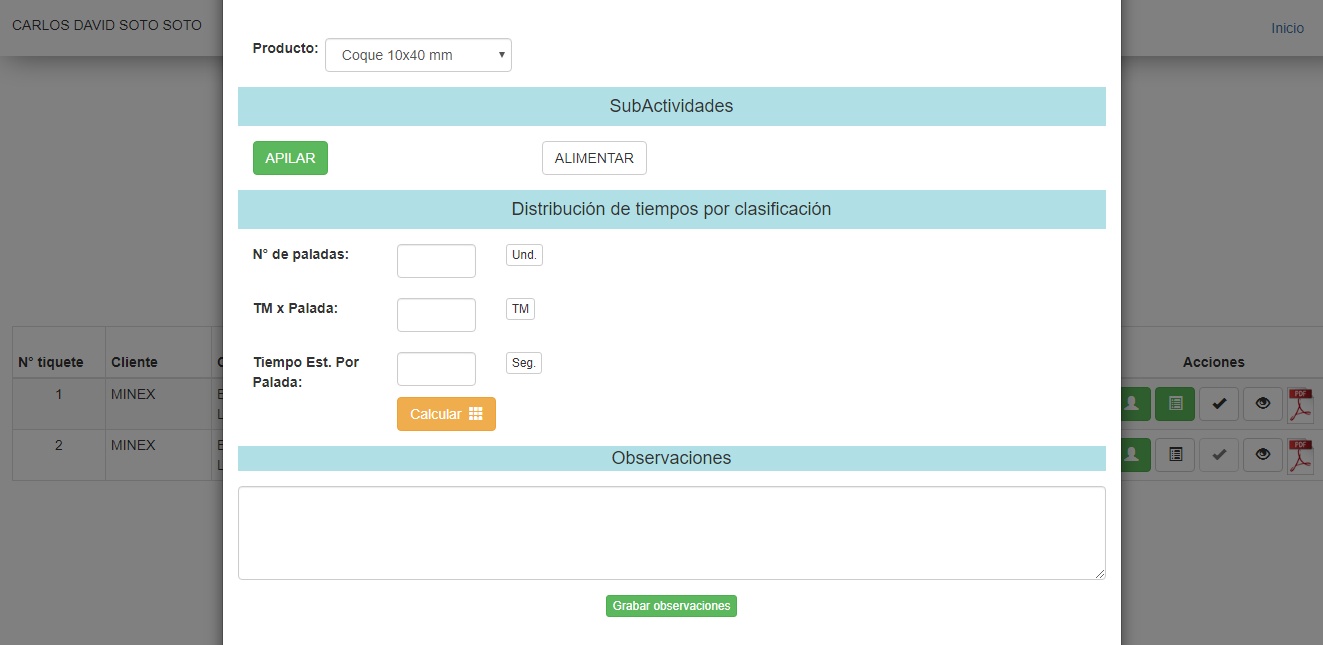 CARLOS DAVID SOTO SOTO
Inicio
Producto: Coque 10x40 mm
SubActividades
APILAR ALIMENTAR
Distribución de tiempos por clasificación
N° de paladas: Und.
TM x Palada: TM
Tiempo Est. Por
Palada: Seg.
Calcular
Observaciones
Grabar observaciones
N° tiquete Cliente Acciones
1 MINEX PDF
2 MINEX PDF